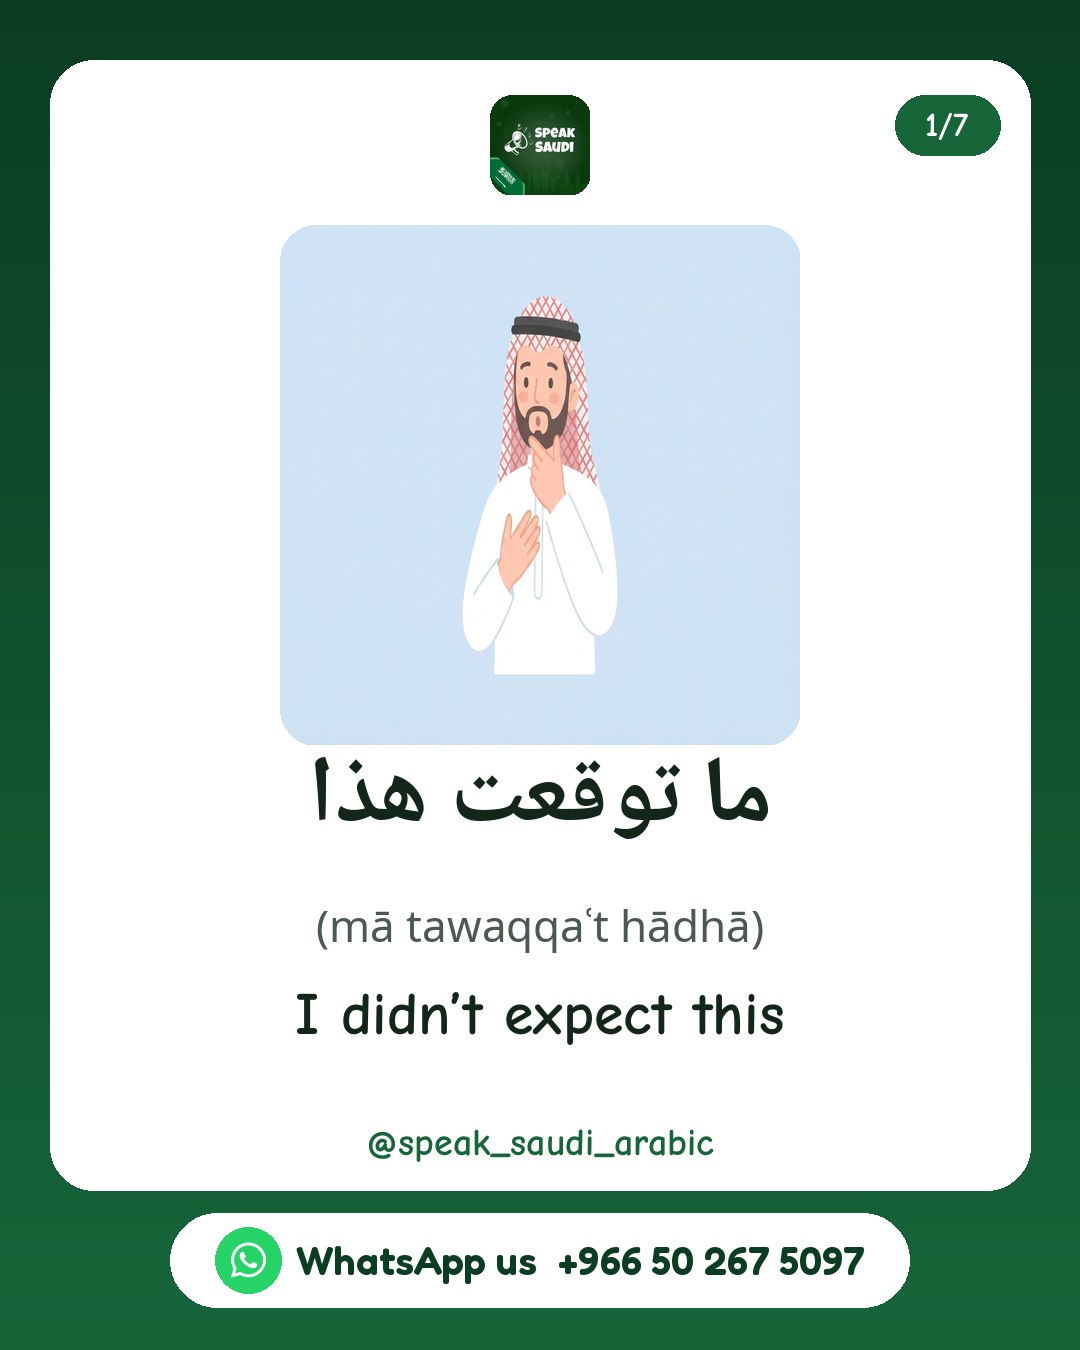 SPEAK
SAUDI
1/7
ما توقعت هذا
(mā tawaqqaʿt hādhā)
I didn't expect this
@speak_saudi_arabic
WhatsApp us +966 50 267 5097